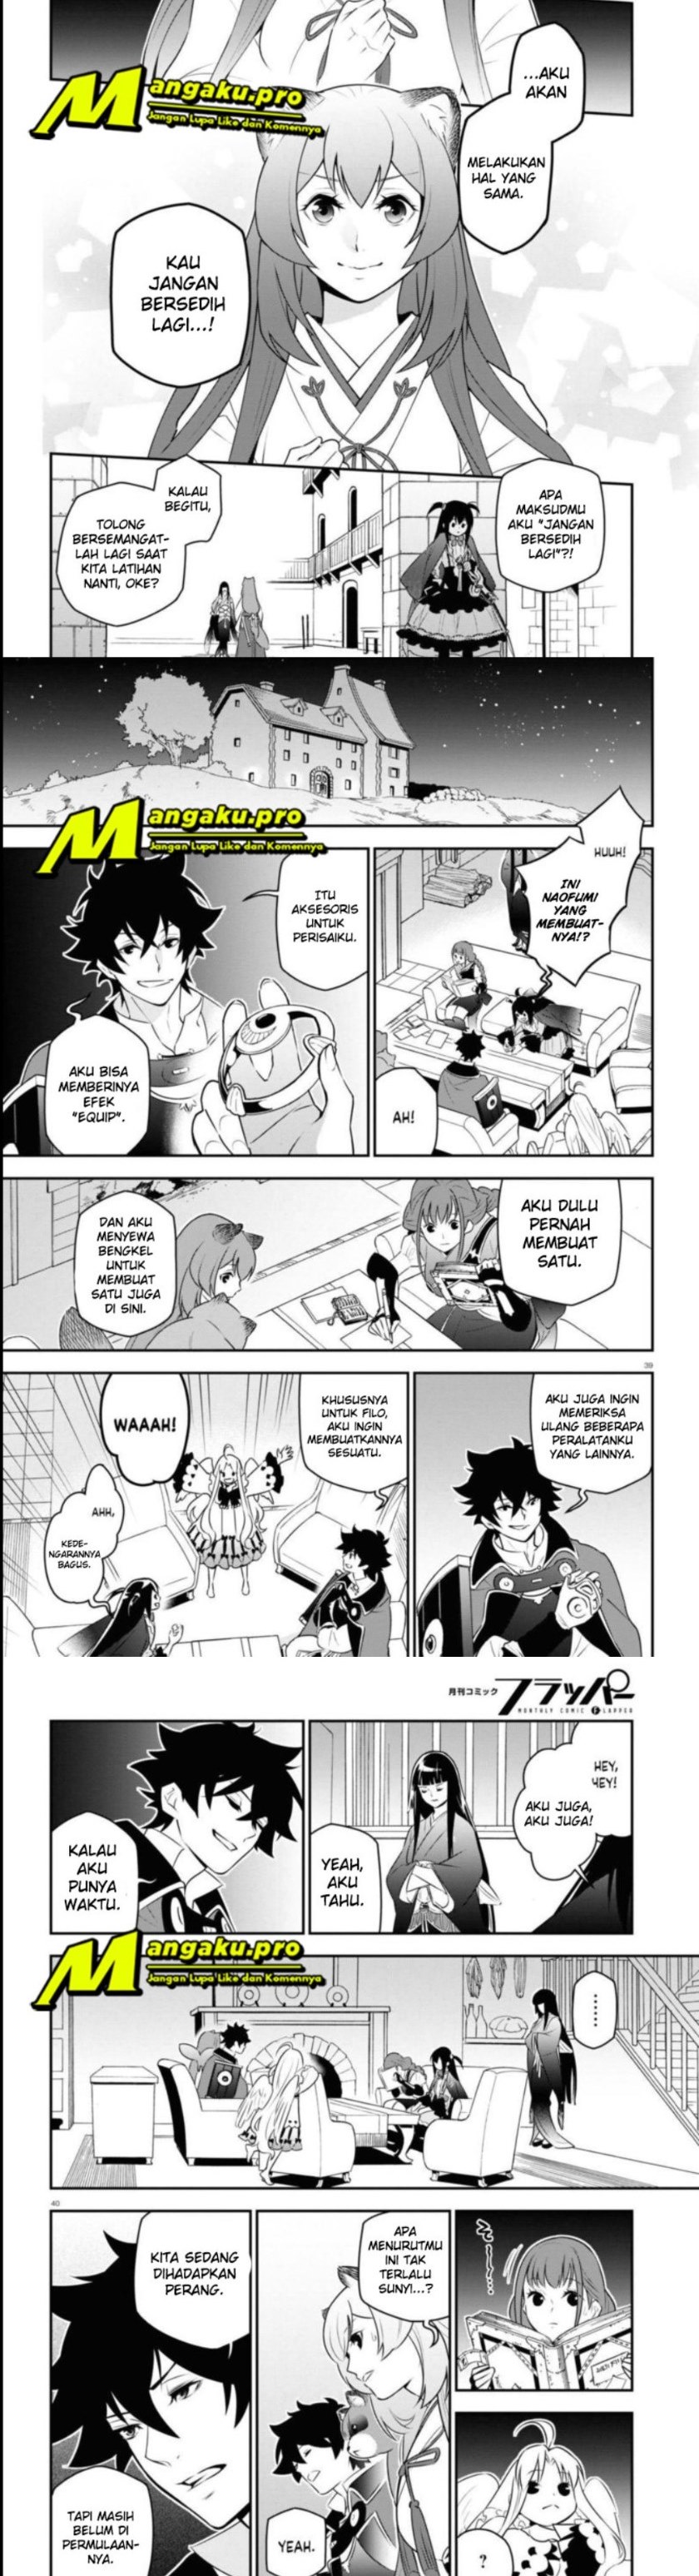 ...AKU
AKAN
MELAKUKAN
HAL YANG
SAMA.
Mangaku.pro
Jangan Lupa Like dan Komennya
KAU
JANGAN
BERSEDIH
LAGI...!
APA
MAKSUDMU
AKU "JANGAN
BERSEDIH
LAGI"?!
KALAU
BEGITU,
TOLONG
BERSEMANGAT-
LAH LAGI SAAT
KITA LATIHAN
NANTI, OKE?
Mangaku.pro
Jangan Lupa Like dan Komennya
HUUH!
INI
NAOFUMI
YANG
MEMBUAT-
NYA!?
AH!
ITU
AKSESORIS
UNTUK
PERISAIKU.
AKU BISA
MEMBERINYA
EFEK
"EQUIP".
AKU DULU
PERNAH
MEMBUAT
SATU.
DAN AKU
MENYEWA
BENGKEL
UNTUK
MEMBUAT
SATU JUGA
DI SINI.
39
AKU JUGA INGIN
MEMERIKSA
ULANG BEBERAPA
PERALATANKU
YANG LAINNYA.
KHUSUSNYA
UNTUK FILO,
AKU INGIN
MEMBUATKANNYA
SESUATU.
WAAAH!
AHH,
KEDE-
NGARANNYA
BAGUS.
月刊コミック フラッパー
MONTHLY COMIC FLAPPER
HEY,
HEY!
AKU JUGA,
AKU JUGA!
YEAH,
AKU
TAHU.
KALAU
AKU
PUNYA
WAKTU.
Mangaku.pro
Jangan Lupa Like dan Komennya
......
40
APA
MENURUTMU
INI TAK
TERLALU
SUNYI...?
YEAH.
KITA SEDANG
DIHADAPKAN
PERANG.
TAPI MASIH
BELUM DI
PERMULAAN-
NYA.
?